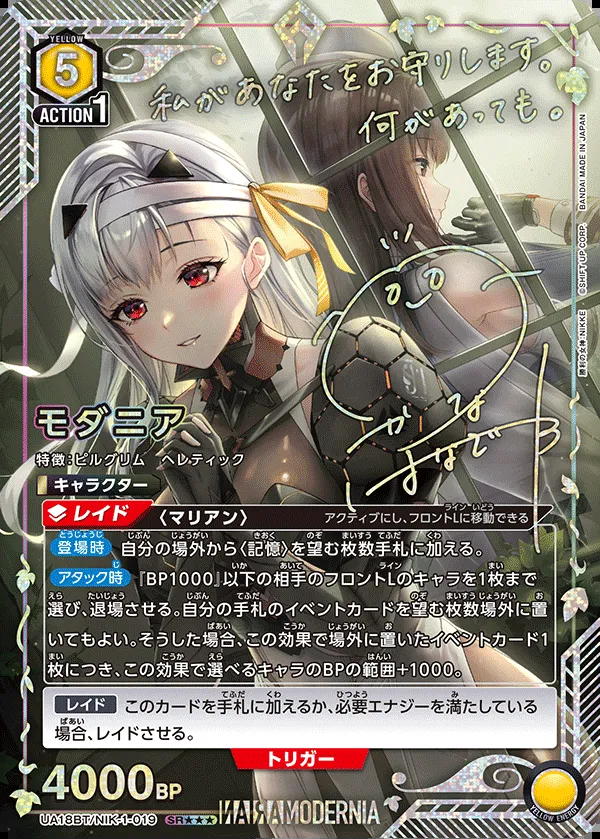 YELLOW
5
ACTION 1
私があなたをお守りします。
何があっても。
BANDAI MADE IN JAPAN
©SHIFT UP CORP.
勝利の女神:NIKKE
モダニア
特徴:ピルグリム ヘレティック
キャラクター
レイド 〈マリアン〉 アクティブにし、フロントLに移動できる
登場時 自分の場外から〈記憶〉を望む枚数手札に加える。
アタック時 『BP1000』以下の相手のフロントLのキャラを1枚まで
選び、退場させる。自分の手札のイベントカードを望む枚数場外に置
いてもよい。そうした場合、この効果で場外に置いたイベントカード1
枚につき、この効果で選べるキャラのBPの範囲+1000。
レイド このカードを手札に加えるか、必要エナジーを満たしている
場合、レイドさせる。
トリガー
4000BP
UA18BT/NIK-1-019 SR★★★
MODERNIA
YELLOW ENERGY